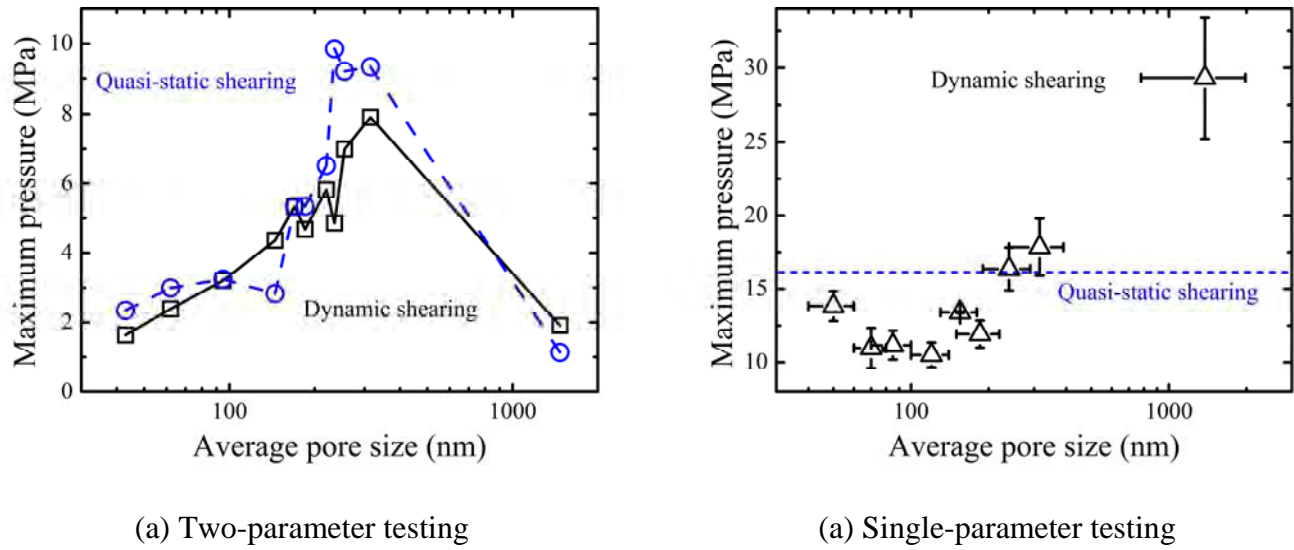 Maximum pressure (MPa)
10
8
6
4
2
0
Quasi-static shearing
Dynamic shearing
100
1000
Average pore size (nm)
(a) Two-parameter testing
Maximum pressure (MPa)
30
25
20
15
10
Dynamic shearing
Quasi-static shearing
100
1000
Average pore size (nm)
(a) Single-parameter testing